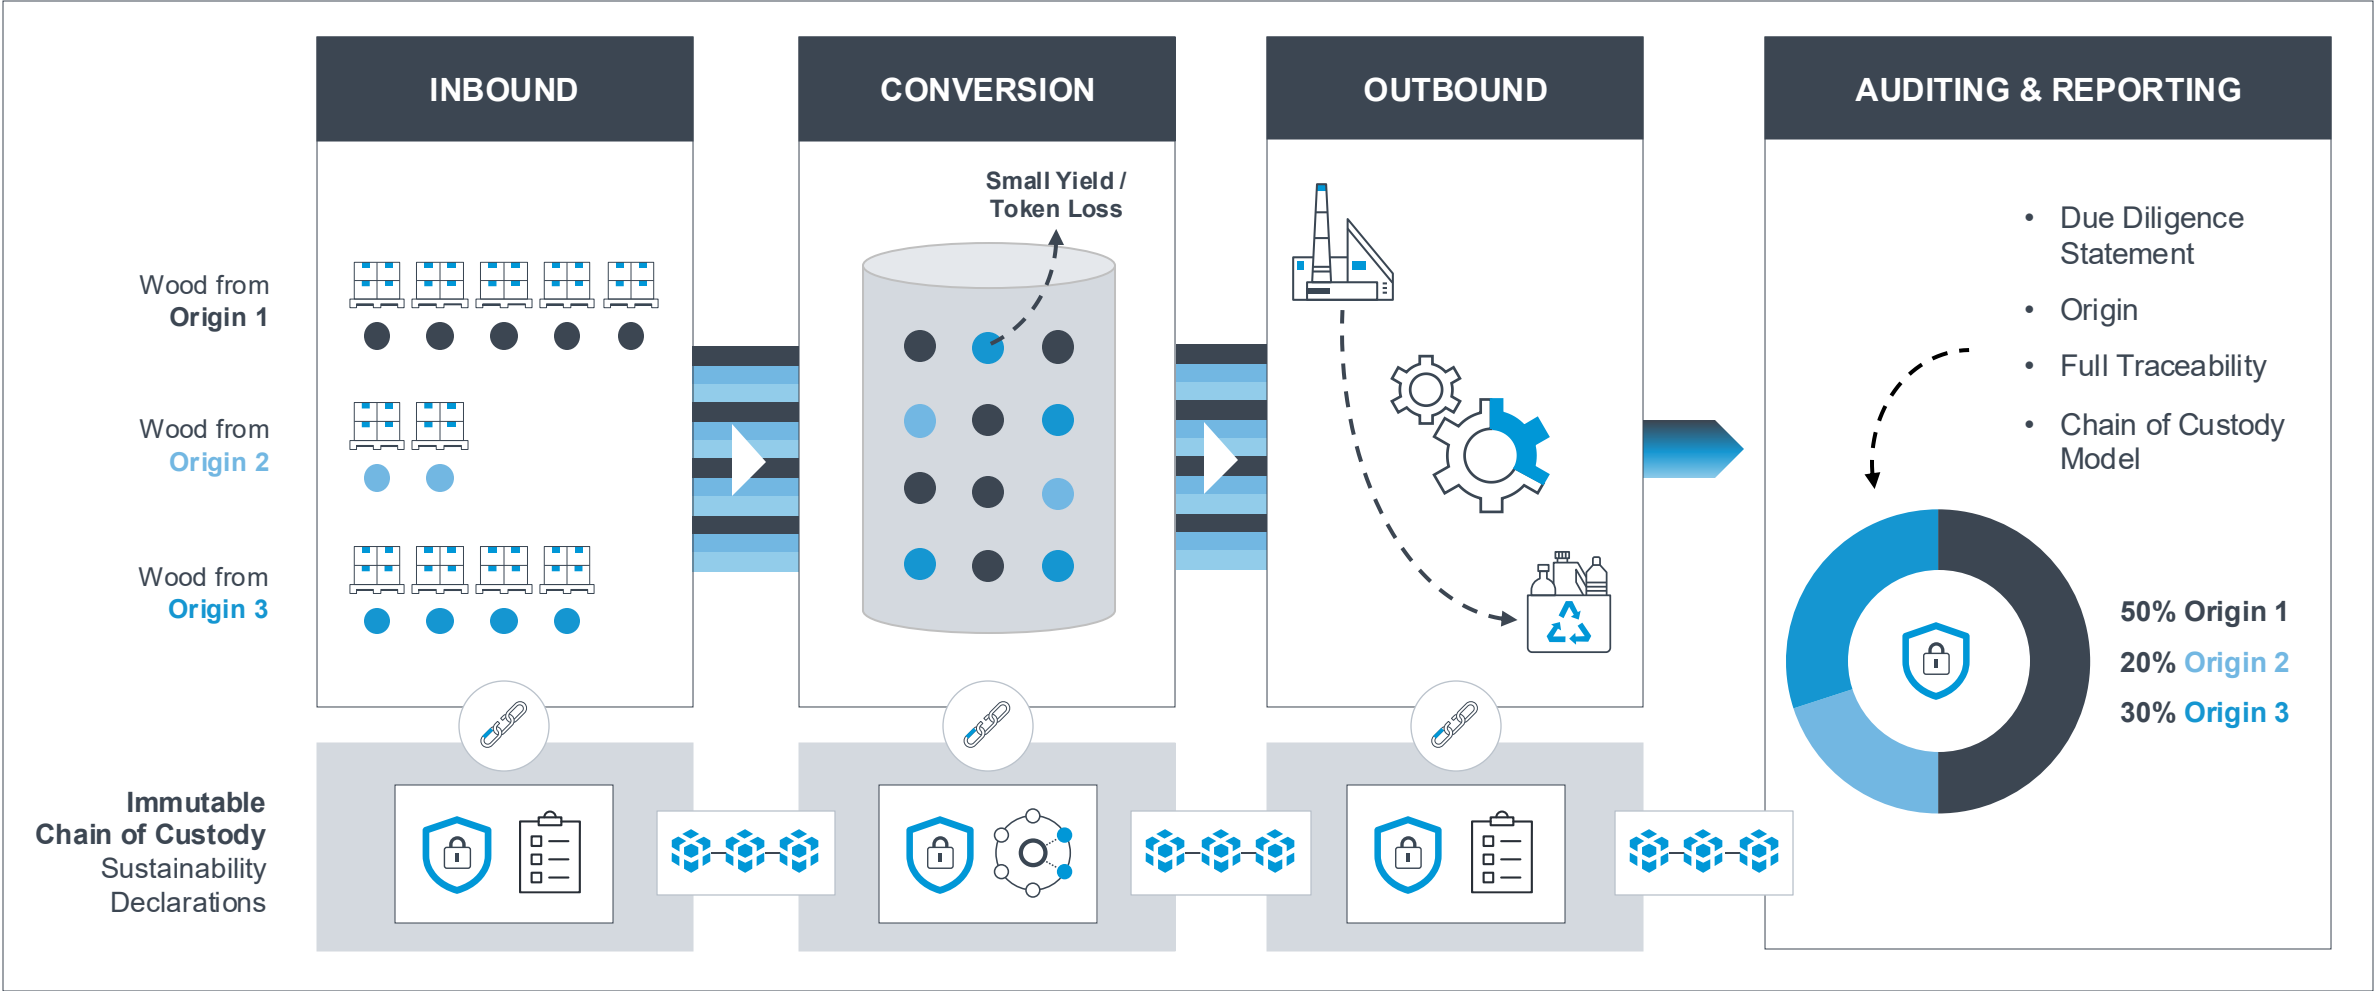 INBOUND
CONVERSION
OUTBOUND
AUDITING & REPORTING
Wood from
Origin 1
Wood from
Origin 2
Wood from
Origin 3
Small Yield /
Token Loss
• Due Diligence
Statement
• Origin
• Full Traceability
• Chain of Custody
Model
50% Origin 1
20% Origin 2
30% Origin 3
Immutable
Chain of Custody
Sustainability
Declarations